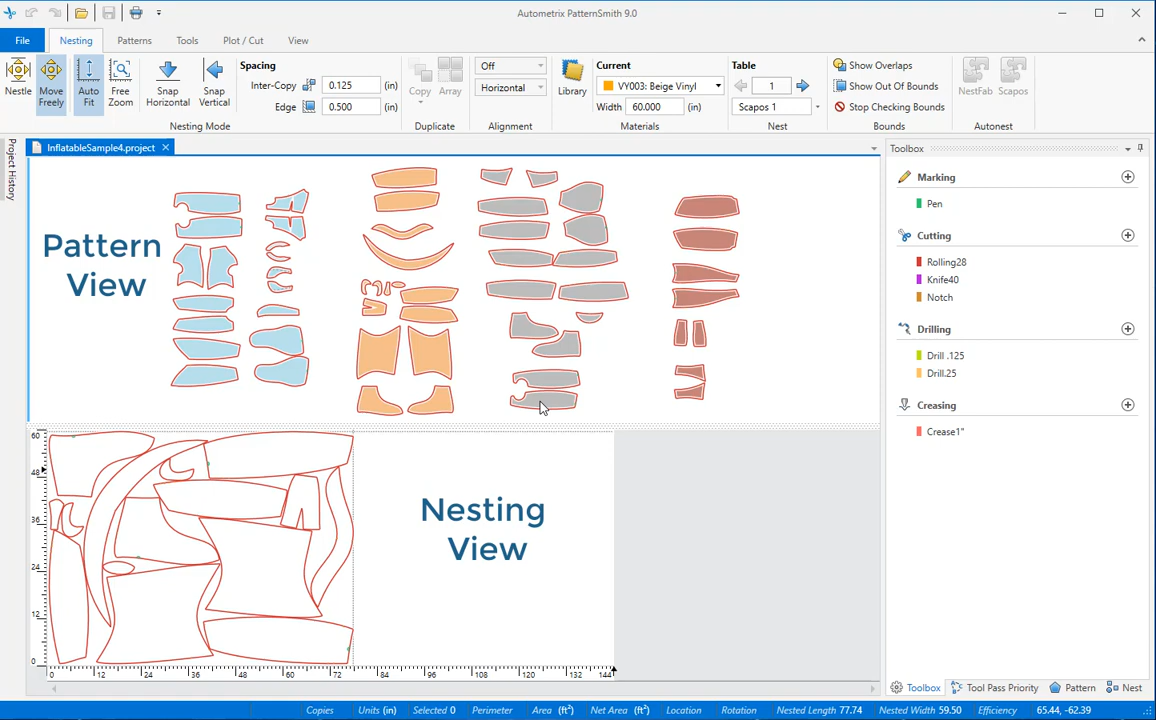 Autometrix PatternSmith 9.0
File
Nesting
Patterns
Tools
Plot / Cut
View
Nestle
Move
Freely
Auto
Fit
Free
Zoom
Snap
Horizontal
Snap
Vertical
Nesting Mode
Spacing
Inter-Copy
0.125
(in)
Edge
0.500
(in)
Copy
Array
Duplicate
Off
Horizontal
Alignment
Library
Current
VY003: Beige Vinyl
Width
60.000
(in)
Materials
Table
1
Scapos 1
Nest
Show Overlaps
Show Out Of Bounds
Stop Checking Bounds
Bounds
NestFab
Scapos
Autonest
Project History
InflatableSample4.project
Pattern
View
Nesting
View
60
48
36
24
12
0
0
12
24
36
48
60
72
84
96
108
120
132
144
Toolbox
Marking
Pen
Cutting
Rolling28
Knife40
Notch
Drilling
Drill .125
Drill.25
Creasing
Crease1"
Toolbox
Tool Pass Priority
Pattern
Nest
Copies
Units (in)
Selected 0
Perimeter
Area (ft²)
Net Area (ft²)
Location
Rotation
Nested Length 77.74
Nested Width 59.50
Efficiency
65.44, -62.39